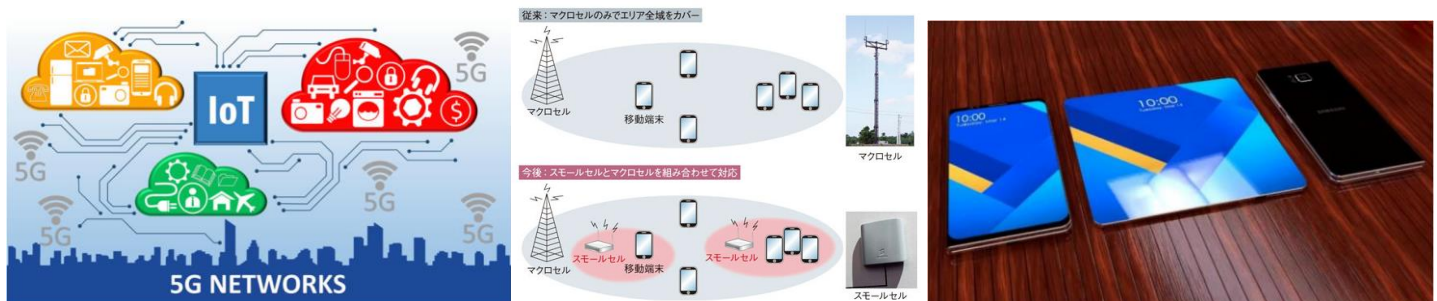 5G
IoT
5G
5G
5G
5G
5G NETWORKS
従来：マクロセルのみでエリア全域をカバー
マクロセル
移動端末
マクロセル
今後：スモールセルとマクロセルを組み合わせて対応
スモールセル
スモールセル
マクロセル
移動端末
スモールセル
10:00
10:00
SAMSUNG